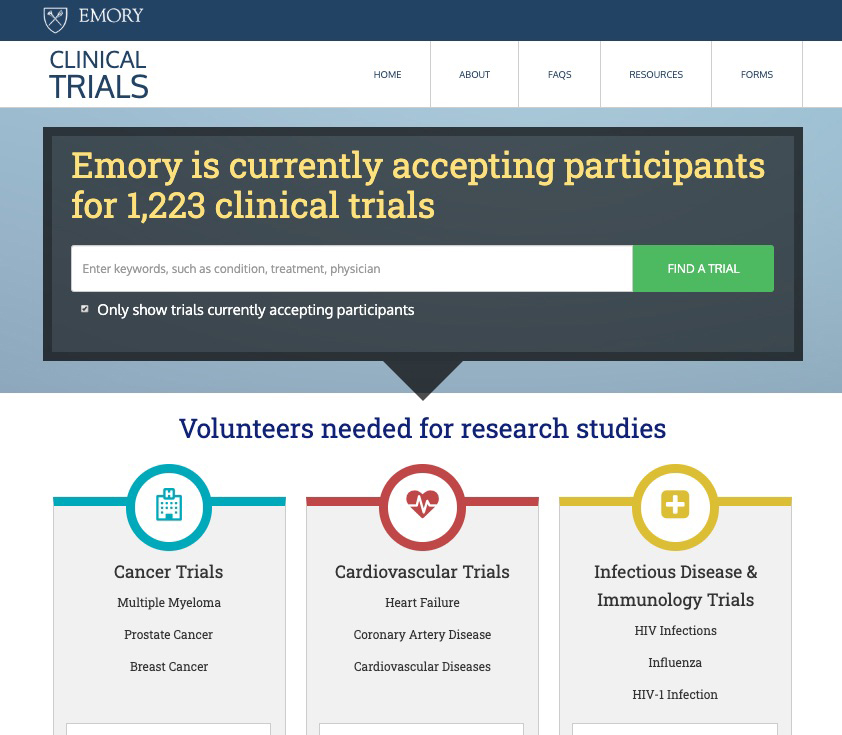 EMORY
CLINICAL
TRIALS
HOME
ABOUT
FAQS
RESOURCES
FORMS
Emory is currently accepting participants
for 1,223 clinical trials
Enter keywords, such as condition, treatment, physician
FIND A TRIAL
Only show trials currently accepting participants
Volunteers needed for research studies
H
Cancer Trials
Multiple Myeloma
Prostate Cancer
Breast Cancer
Cardiovascular Trials
Heart Failure
Coronary Artery Disease
Cardiovascular Diseases
Infectious Disease &
Immunology Trials
HIV Infections
Influenza
HIV-1 Infection